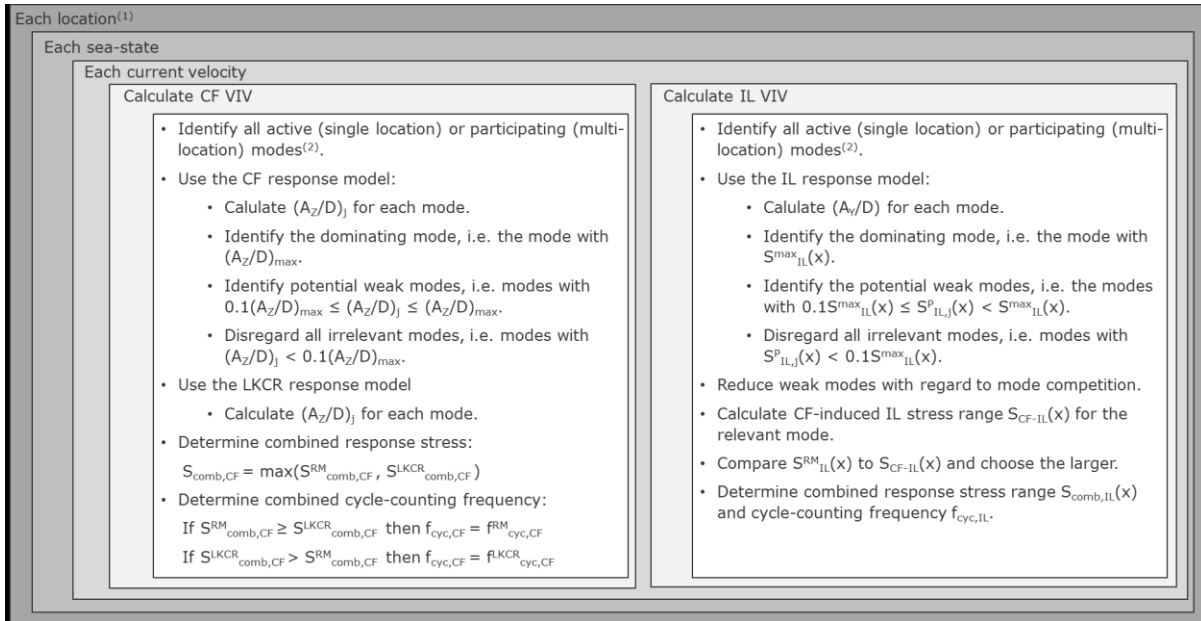 Each location(1)
Each sea-state
Each current velocity
Calculate CF VIV
• Identify all active (single location) or participating (multi-
location) modes(2).
• Use the CF response model:
• Calulate (AZ/D)j for each mode.
• Identify the dominating mode, i.e. the mode with
(AZ/D)max.
• Identify potential weak modes, i.e. modes with
0.1(AZ/D)max ≤ (AZ/D)j ≤ (AZ/D)max.
• Disregard all irrelevant modes, i.e. modes with
(AZ/D)j < 0.1(AZ/D)max.
• Use the LKCR response model
• Calculate (AZ/D)j for each mode.
• Determine combined response stress:
Scomb,CF = max(SRMcomb,CF, SLKCRcomb,CF)
• Determine combined cycle-counting frequency:
If SRMcomb,CF ≥ SLKCRcomb,CF then fcyc,CF = fRMcyc,CF
If SLKCRcomb,CF > SRMcomb,CF then fcyc,CF = fLKCRcyc,CF
Calculate IL VIV
• Identify all active (single location) or participating (multi-
location) modes(2).
• Use the IL response model:
• Calulate (AY/D) for each mode.
• Identify the dominating mode, i.e. the mode with
SmaxIL(x).
• Identify the potential weak modes, i.e. the modes
with 0.1SmaxIL(x) ≤ SPIL,j(x) < SmaxIL(x).
• Disregard all irrelevant modes, i.e. modes with
SPIL,j(x) < 0.1SmaxIL(x).
• Reduce weak modes with regard to mode competition.
• Calculate CF-induced IL stress range SCF-IL(x) for the
relevant mode.
• Compare SRMIL(x) to SCF-IL(x) and choose the larger.
• Determine combined response stress range Scomb,IL(x)
and cycle-counting frequency fcyc,IL.